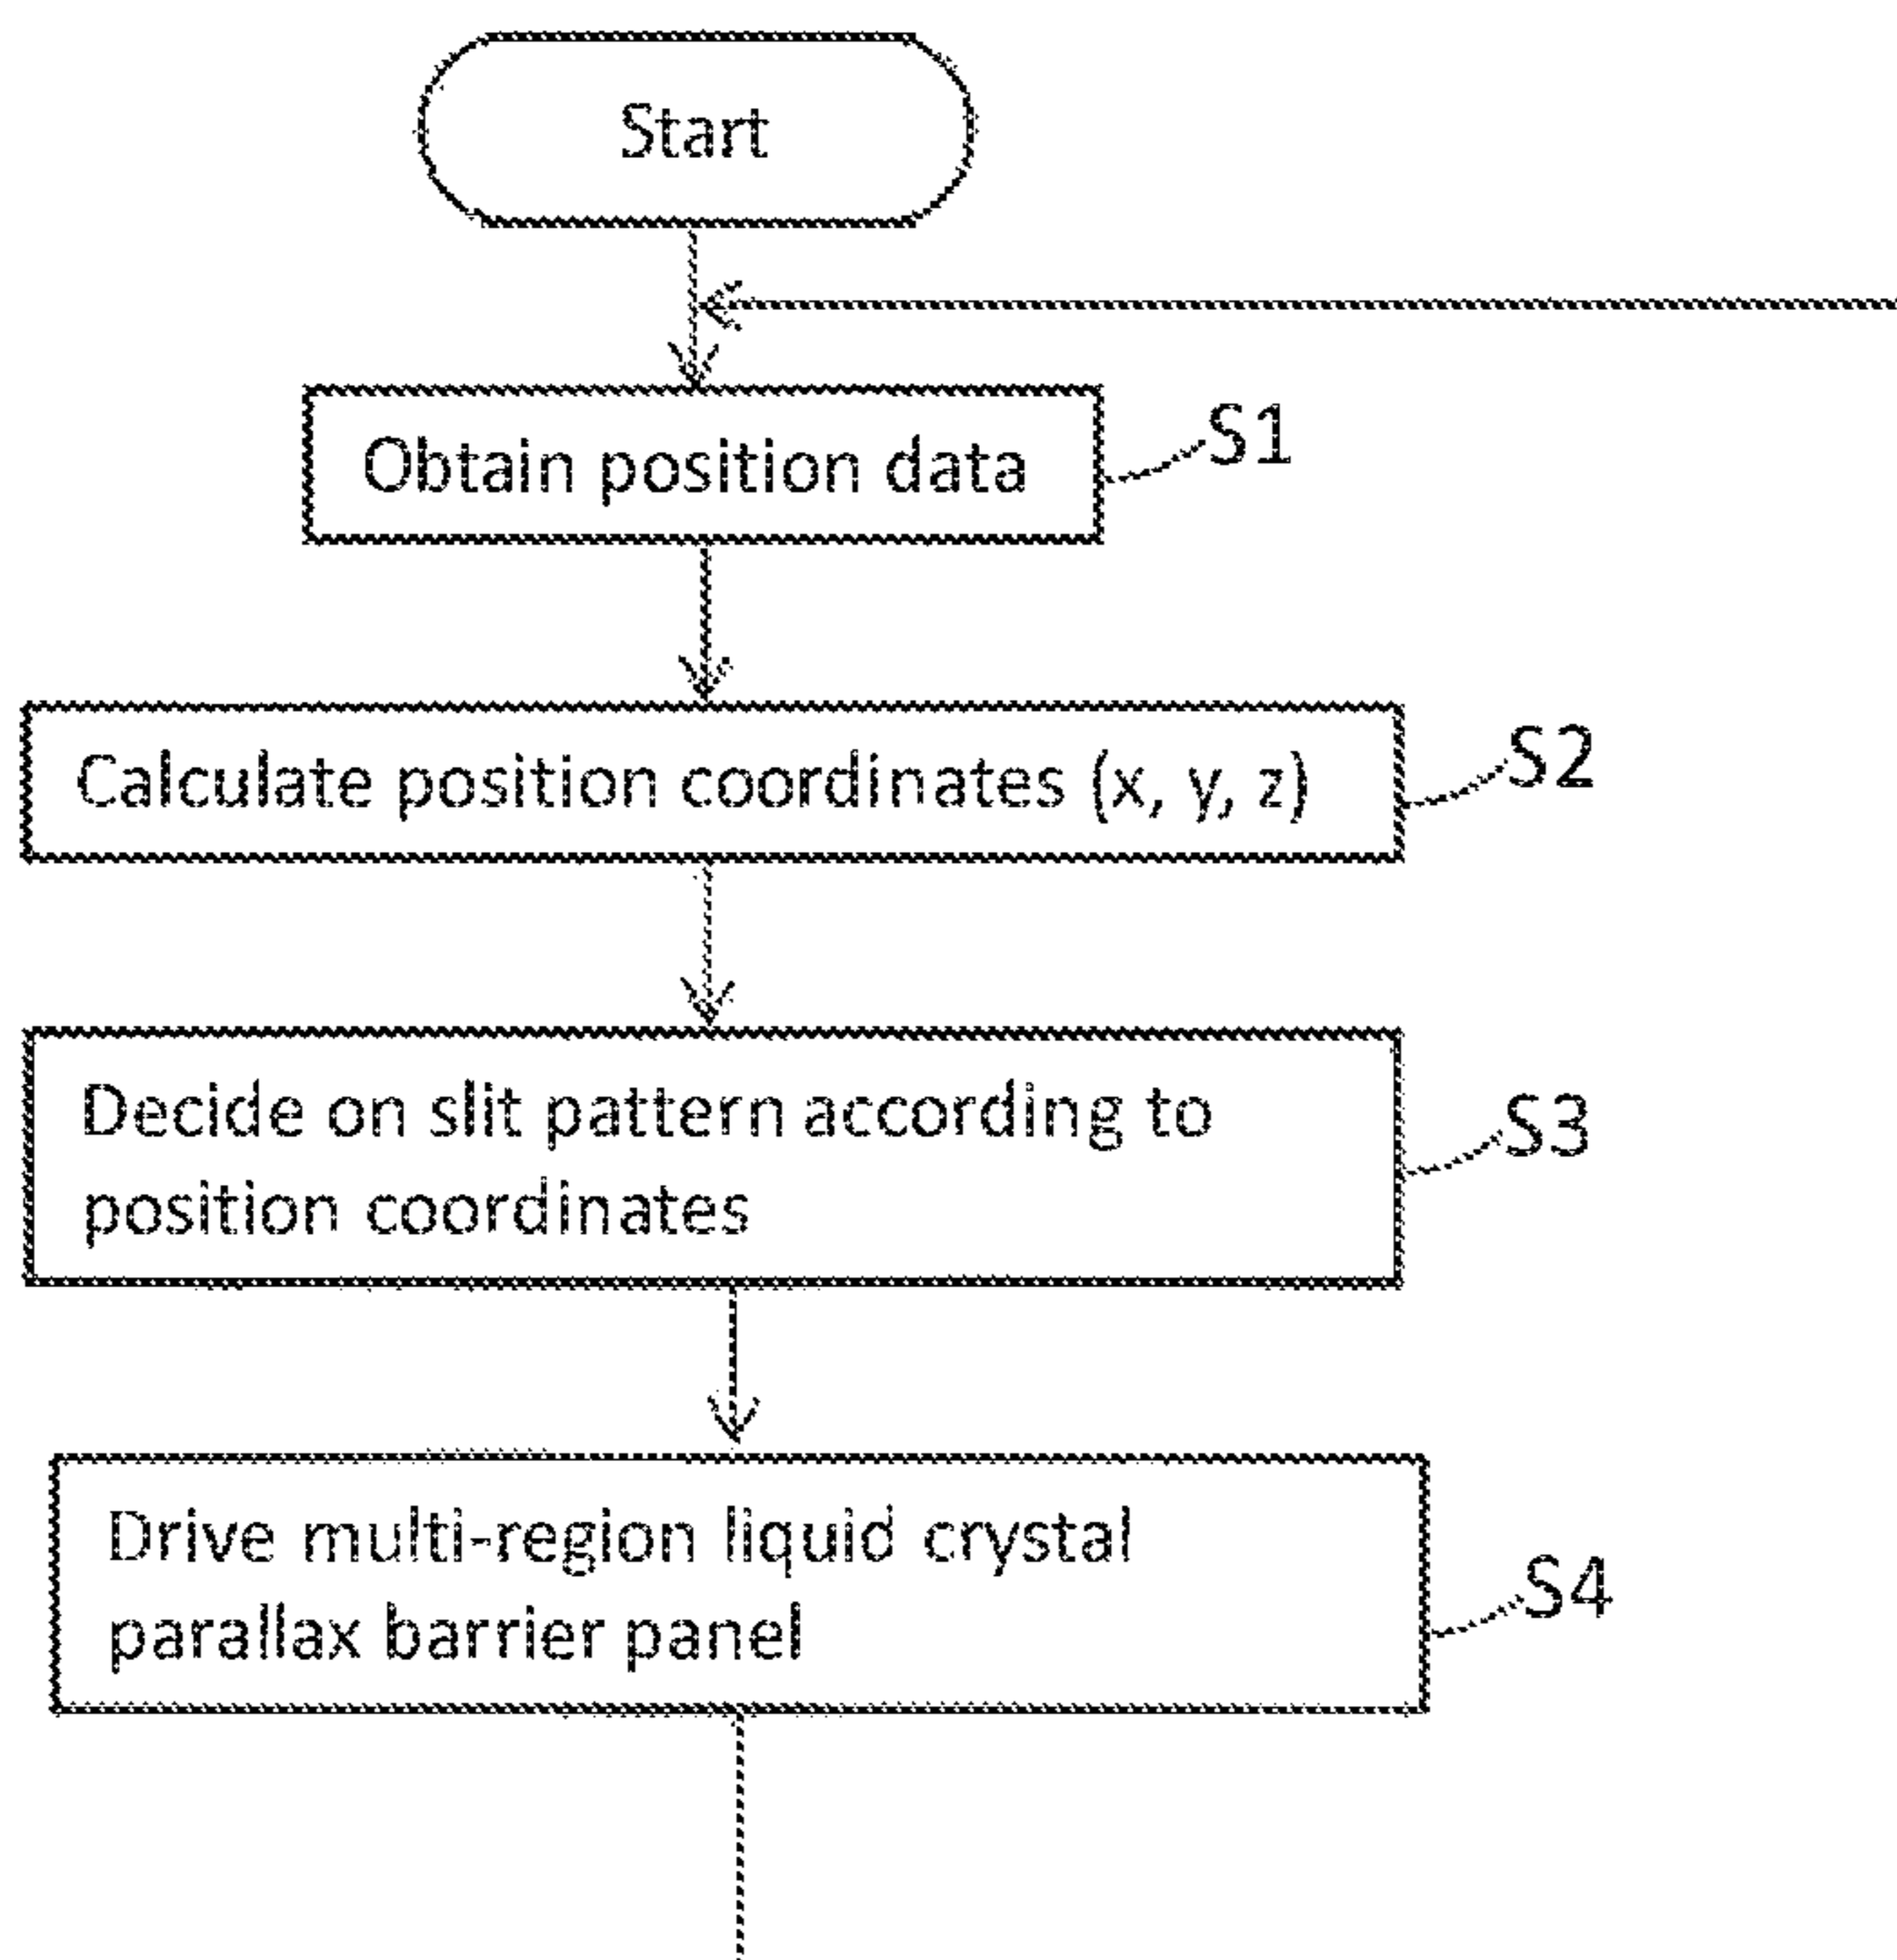 Start
Obtain position data
S1
Calculate position coordinates (x, y, z)
S2
Decide on slit pattern according to
position coordinates
S3
Drive multi-region liquid crystal
parallax barrier panel
S4